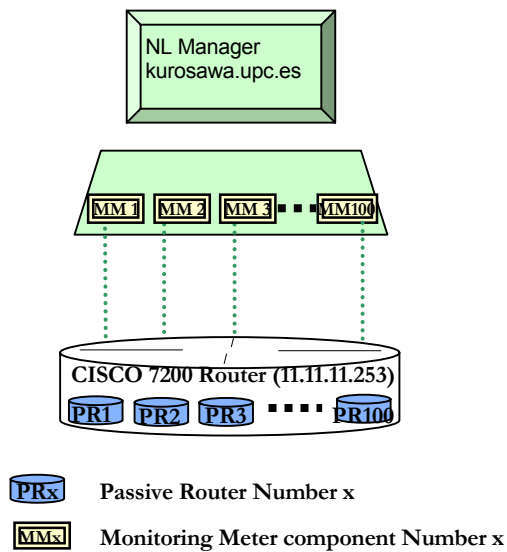 NL Manager
kurosawa.upc.es
MM 1 MM 2 MM 3 MM100
CISCO 7200 Router (11.11.11.253)
PR1 PR2 PR3 PR100
PRx Passive Router Number x
MMx Monitoring Meter component Number x